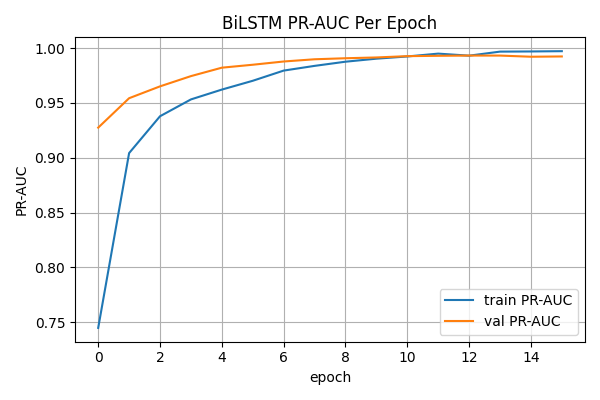 BiLSTM PR-AUC Per Epoch
PR-AUC
1.00
0.95
0.90
0.85
0.80
0.75
train PR-AUC
val PR-AUC
0 2 4 6 8 10 12 14
epoch